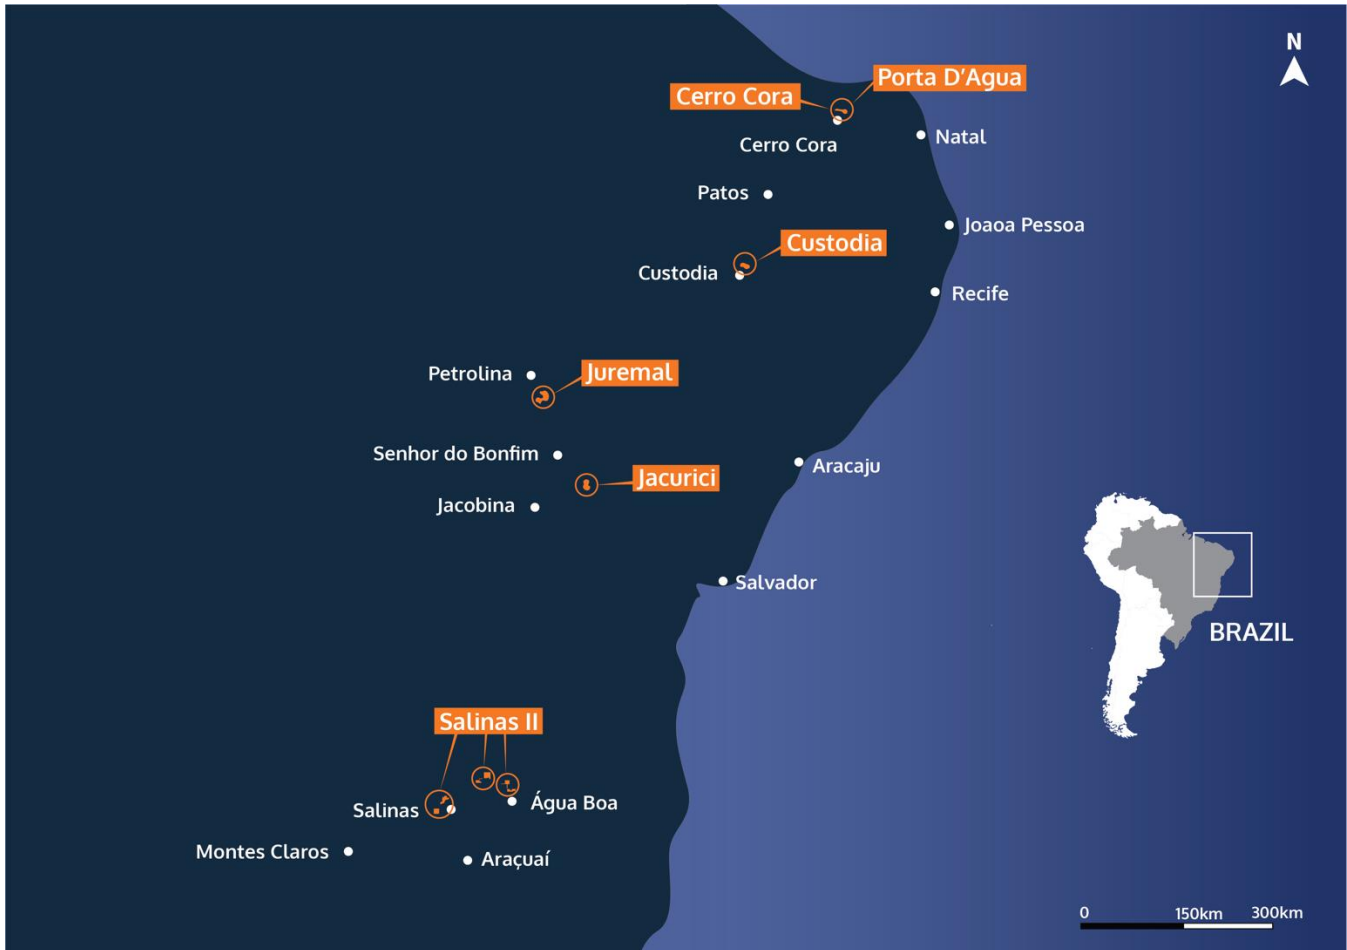 N
Porta D'Agua
Cerro Cora
Cerro Cora
Natal
Patos
Joaoa Pessoa
Custodia
Custodia
Recife
Petrolina
Juremal
Senhor do Bonfim
Aracaju
Jacurici
Jacobina
Salvador
BRAZIL
Salinas II
Salinas
Água Boa
Montes Claros
Araçuaí
0
150km
300km